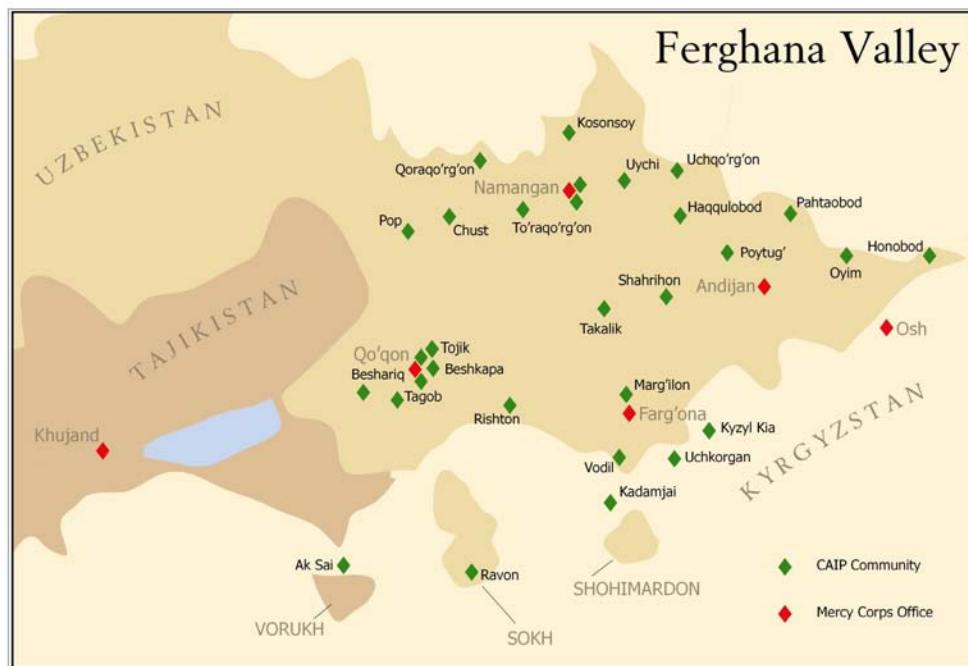 Ferghana Valley
UZBEKISTAN
Kosonsoy
Qoraqo'rg'on
Uychi
Uchqo'rg'on
Namangan
Pop
Chust
To'raqo'rg'on
Haqqulobod
Pahtaobod
Poytug'
Honobod
Oyim
Shahrihon
Andijan
TAJIKISTAN
Takalik
Osh
Qo'qon
Tojik
Beshariq
Beshkapa
Tagob
Rishton
Marg'ilon
Farg'ona
Khujand
Kyzyl Kia
Vodil
Uchkorgan
KYRGYZSTAN
Kadamjai
Ak Sai
Ravon
SHOHIMARDON
VORUKH
SOKH
CAIP Community
Mercy Corps Office